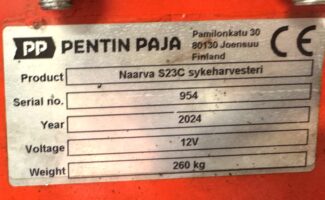 PP PENTIN PAJA
Pamilonkatu 30
80130 Joensuu
Finland
CE
Product Naarva S23C sykeharvesteri
Serial no. 954
Year 2024
Voltage 12V
Weight 260 kg